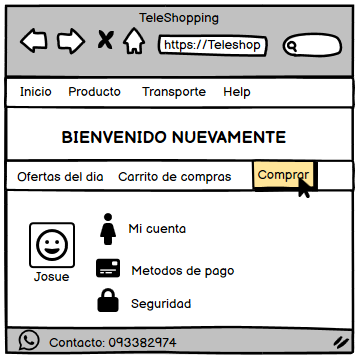 TeleShopping
https://Teleshop
Inicio Producto Transporte Help
BIENVENIDO NUEVAMENTE
Ofertas del dia Carrito de compras Comprar
Mi cuenta
Josue
Metodos de pago
Seguridad
Contacto: 093382974